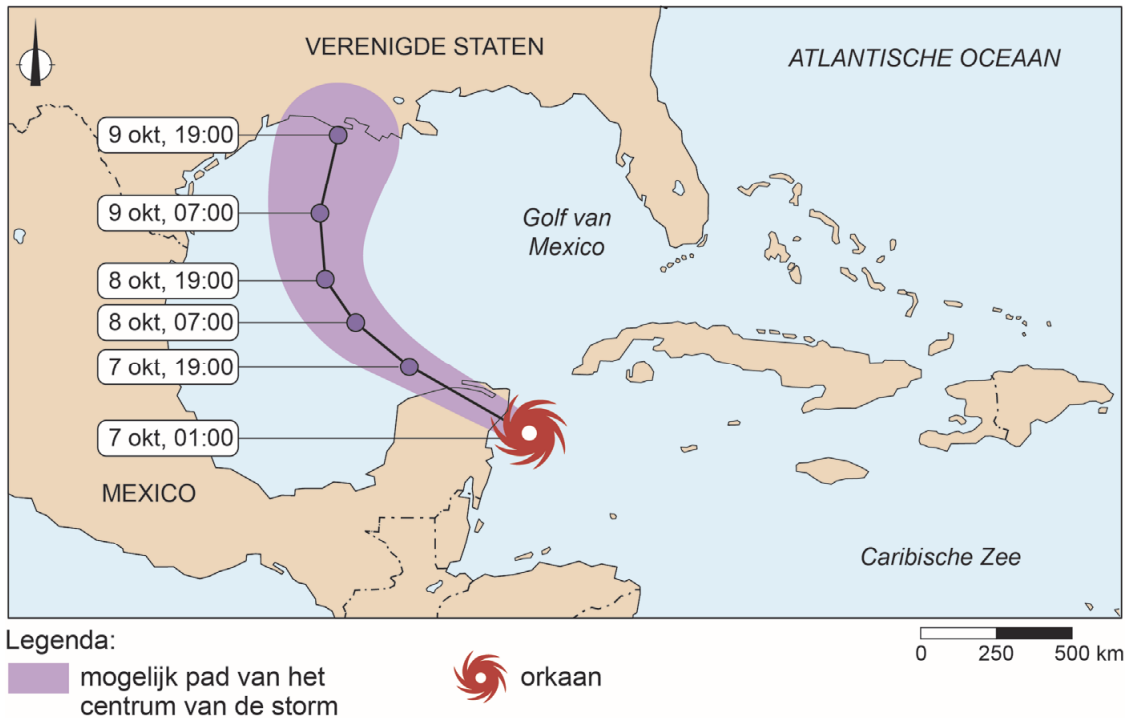 VERENIGDE STATEN
ATLANTISCHE OCEAAN
9 okt, 19:00
9 okt, 07:00
Golf van
Mexico
8 okt, 19:00
8 okt, 07:00
7 okt, 19:00
7 okt, 01:00
MEXICO
Caribische Zee
Legenda:
mogelijk pad van het
centrum van de storm
orkaan
0 250 500 km